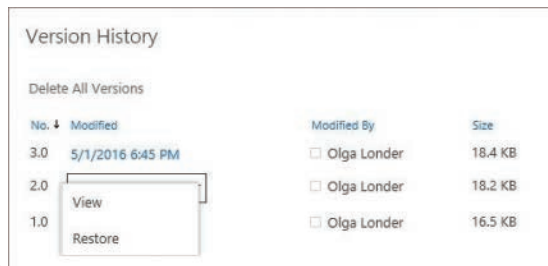 Version History
Delete All Versions
No. ↓ Modified Modified By Size
3.0 5/1/2016 6:45 PM Olga Londer 18.4 KB
2.0 Olga Londer 18.2 KB
View
1.0 Olga Londer 16.5 KB
Restore